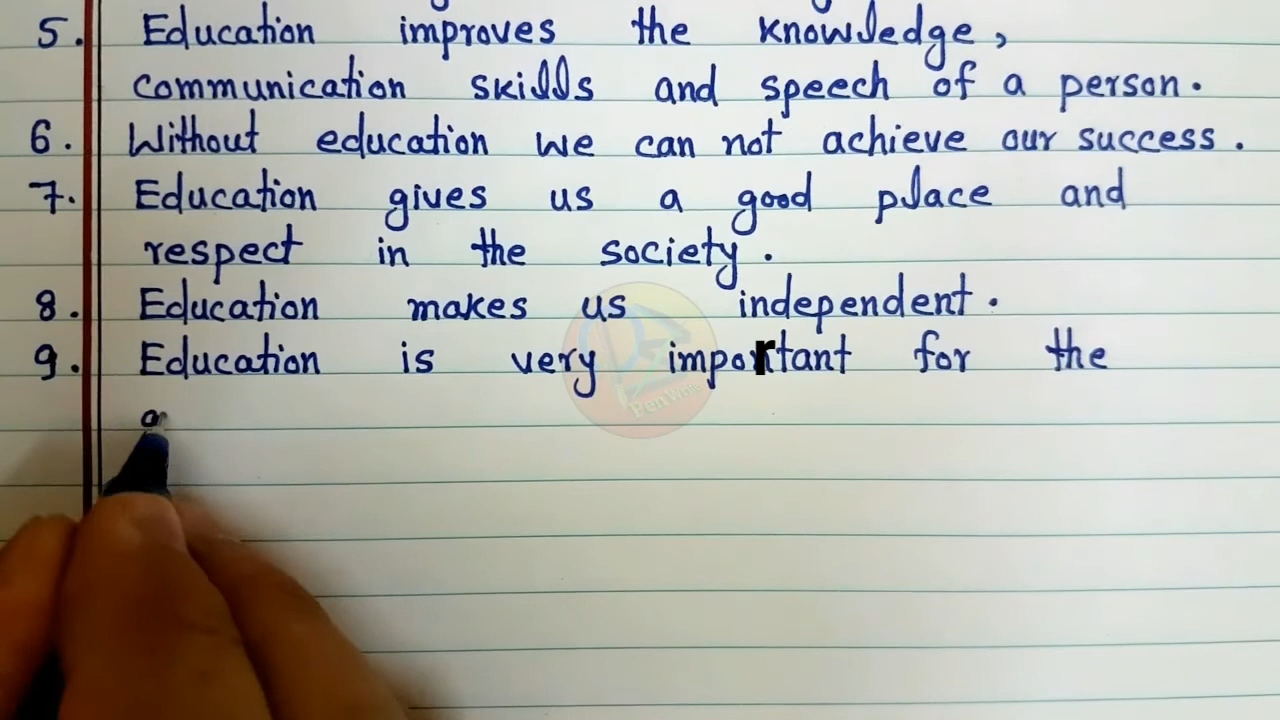 5. Education improves the knowledge,
communication skills and speech of a person.
6. Without education we can not achieve our success.
7. Education gives us a good place and
respect in the society.
8. Education makes us independent.
9. Education is very important for the
Pen